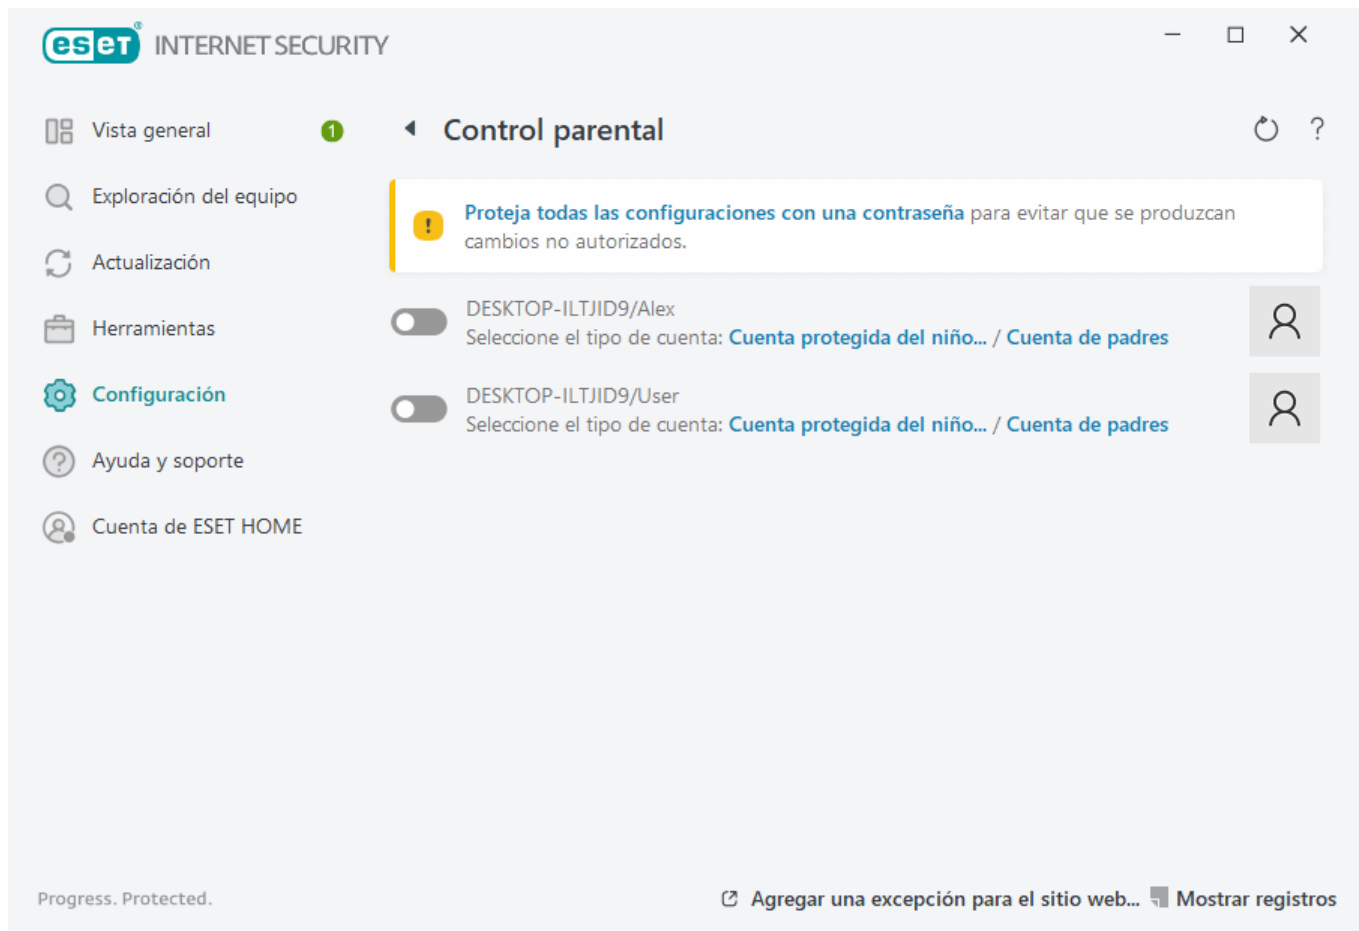 eset® INTERNET SECURITY
Vista general 1
Exploración del equipo
Actualización
Herramientas
Configuración
Ayuda y soporte
Cuenta de ESET HOME
Control parental ?
! Proteja todas las configuraciones con una contraseña para evitar que se produzcan
cambios no autorizados.
DESKTOP-ILTJID9/Alex
Seleccione el tipo de cuenta: Cuenta protegida del niño... / Cuenta de padres
DESKTOP-ILTJID9/User
Seleccione el tipo de cuenta: Cuenta protegida del niño... / Cuenta de padres
Progress. Protected.
Agregar una excepción para el sitio web... Mostrar registros